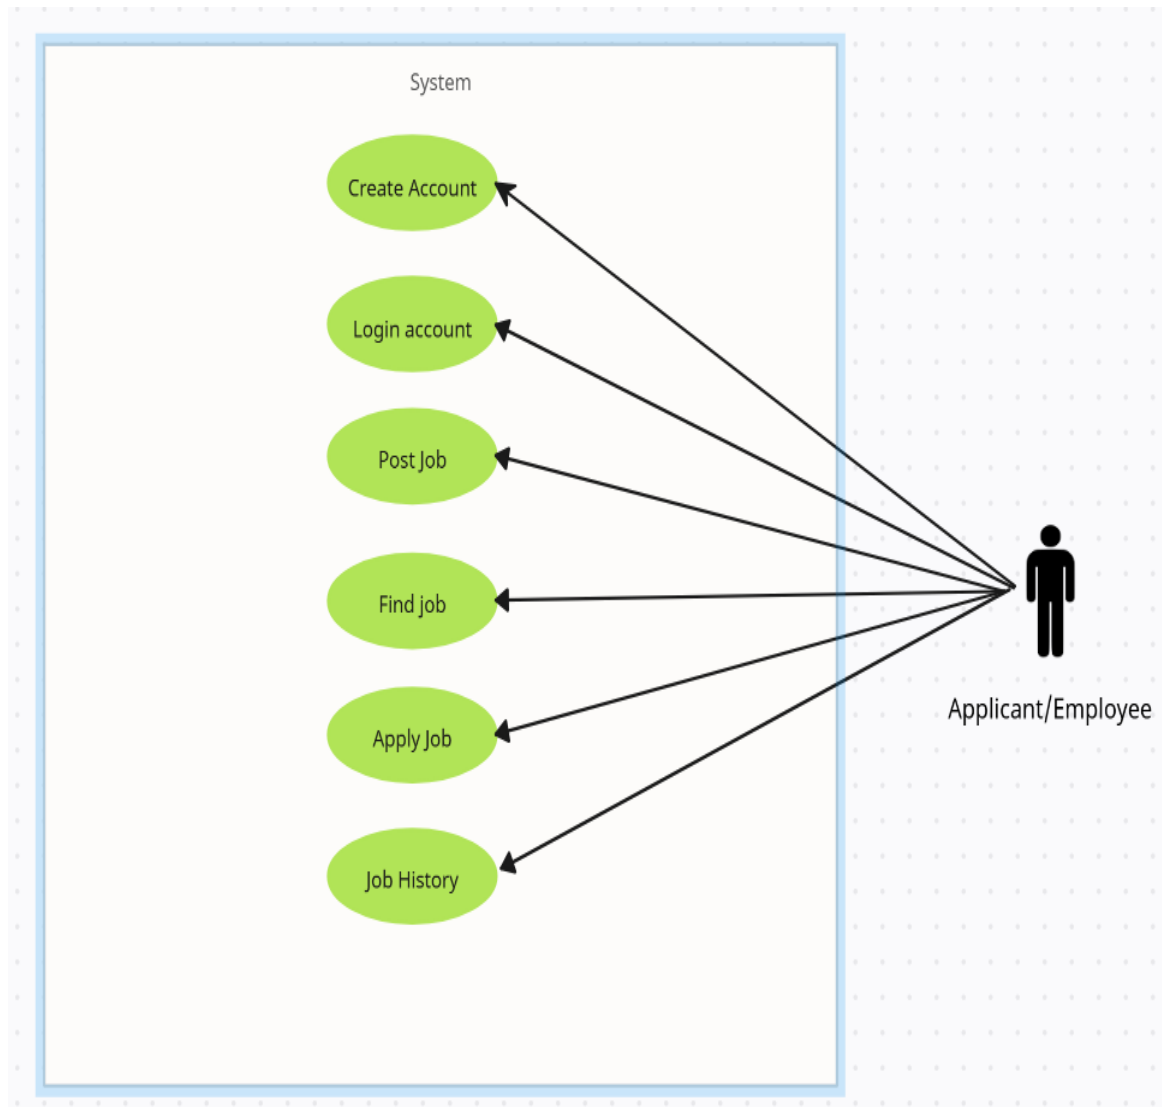 System
Create Account
Login account
Post Job
Find job
Apply Job
Job History
Applicant/Employee